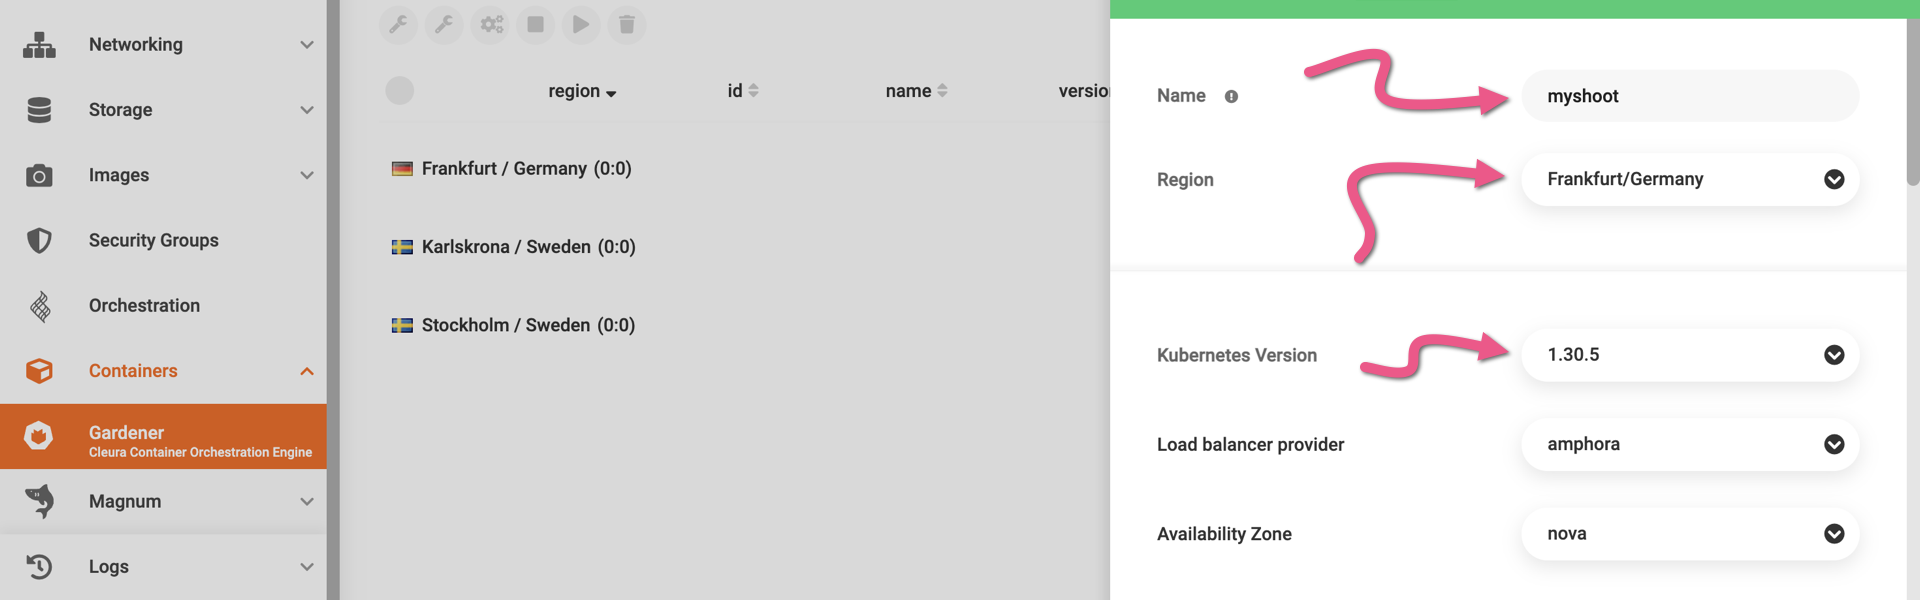 Networking
Storage
Images
Security Groups
Orchestration
Containers
Gardener
Cleura Container Orchestration Engine
Magnum
Logs
region id name versio
Frankfurt / Germany (0:0)
Karlskrona / Sweden (0:0)
Stockholm / Sweden (0:0)
Name myshoot
Region Frankfurt/Germany
Kubernetes Version 1.30.5
Load balancer provider amphora
Availability Zone nova